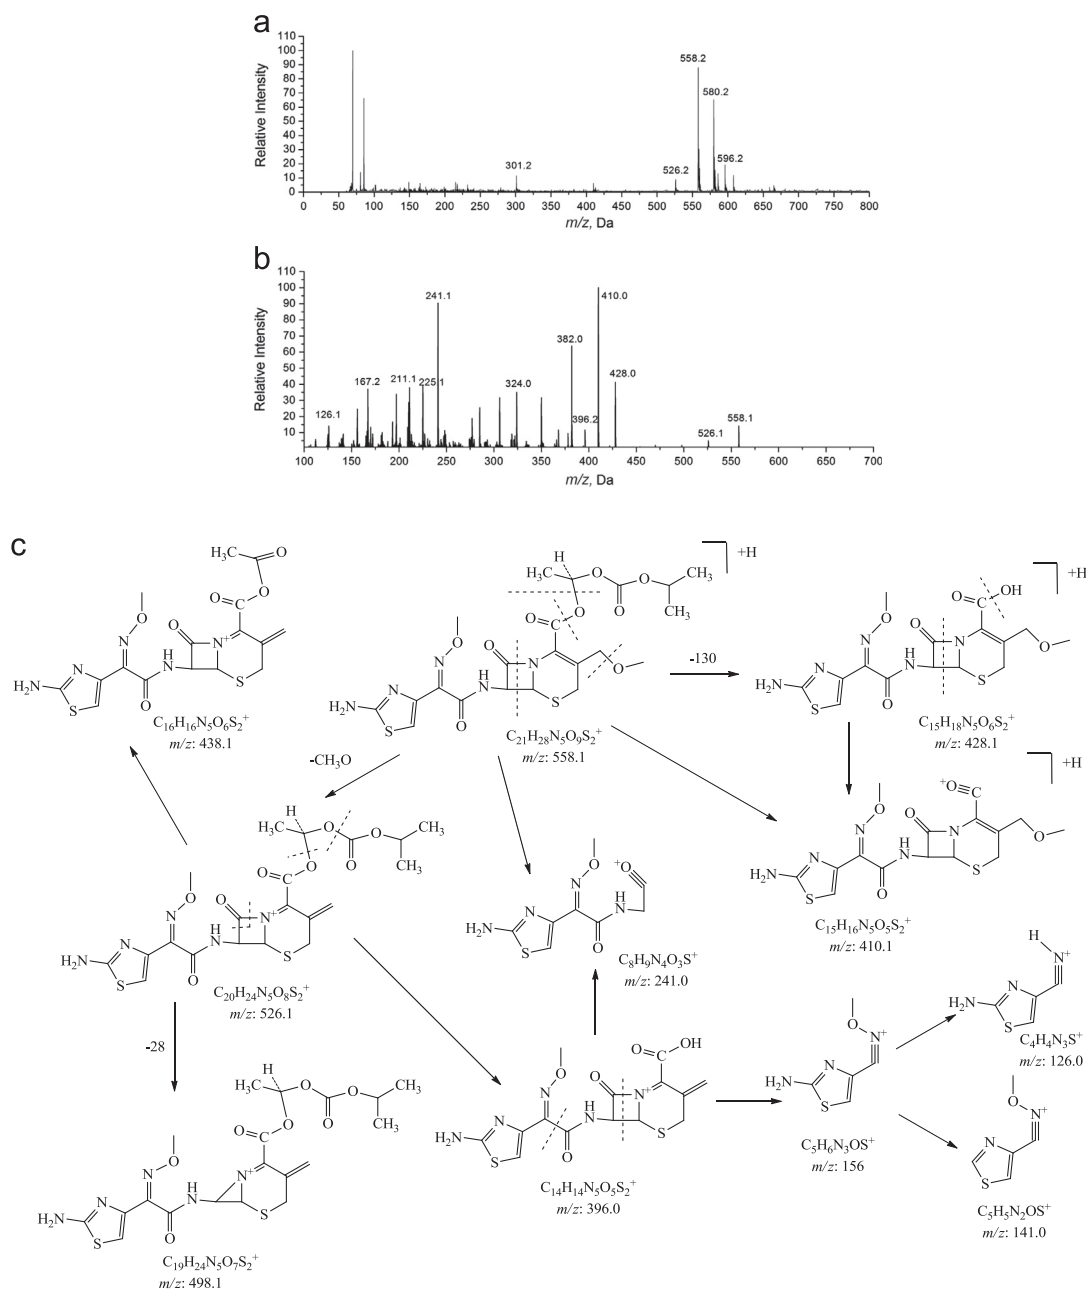 a
Relative Intensity
110
100
90
80
70
60
50
40
30
20
10
0
558.2
580.2
596.2
526.2
301.2
0 50 100 150 200 250 300 350 400 450 500 550 600 650 700 750 800
m/z, Da
b
Relative Intensity
110
100
90
80
70
60
50
40
30
20
10
241.1
410.0
382.0
428.0
167.2
211.1
225.1
324.0
396.2
126.1
526.1
558.1
100 150 200 250 300 350 400 450 500 550 600 650 700
m/z, Da
c
H₃C O
O
O
O
O
N
N⁺
H
N
N
H₂N
S
O
S
C₁₆H₁₆N₅O₆S₂⁺
m/z: 438.1
H
H₃C O O CH₃
O
O CH₃
O
+H
O
N
O
N
H
N
O
N
H₂N
S
O
S
C₂₁H₂₈N₅O₉S₂⁺
m/z: 558.1
-130
O OH
+H
O
N
O
N
H
N
O
N
H₂N
S
O
S
C₁₅H₁₈N₅O₆S₂⁺
m/z: 428.1
-CH₃O
H
H₃C O O CH₃
O
O CH₃
O
O
N
O
N⁺
H
N
N
H₂N
S
O
S
C₂₀H₂₄N₅O₈S₂⁺
m/z: 526.1
⁺O C
+H
O
N
O
N
H
N
O
N
H₂N
S
O
S
C₁₅H₁₆N₅O₅S₂⁺
m/z: 410.1
O
N
⁺O
H
N
N
H₂N
S
O
C₈H₉N₄O₃S⁺
m/z: 241.0
-28
H
H₃C O O CH₃
O
O CH₃
O
O
N
N⁺
H
N
N
H₂N
S
O
S
C₁₉H₂₄N₅O₇S₂⁺
m/z: 498.1
O OH
O
N
O
N⁺
H
N
N
H₂N
S
O
S
C₁₄H₁₄N₅O₅S₂⁺
m/z: 396.0
O
N⁺
N
H₂N
S
C₅H₆N₃OS⁺
m/z: 156
H
N⁺
N
H₂N
S
C₄H₄N₃S⁺
m/z: 126.0
O
N⁺
N
S
C₅H₅N₂OS⁺
m/z: 141.0